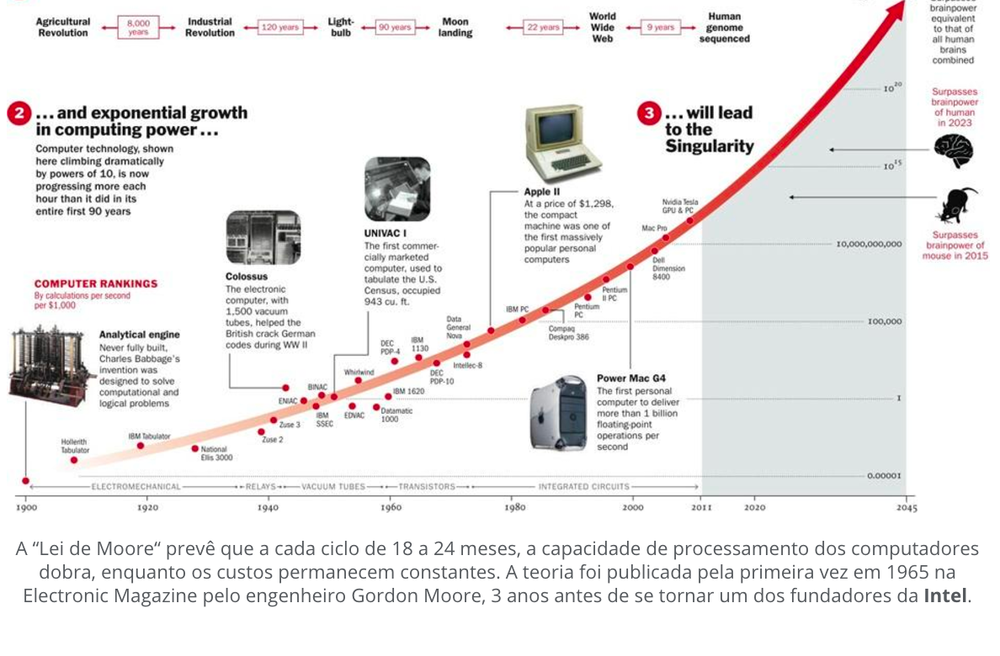 Agricultural
Revolution
8,000
years
Industrial
Revolution
120 years
Light-
bulb
90 years
Moon
landing
22 years
World
Wide
Web
9 years
Human
genome
sequenced
brainpower
equivalent
to that of
all human
brains
combined
10²⁰
Surpasses
brainpower
of human
in 2023
10¹⁵
Surpasses
brainpower of
mouse in 2015
10,000,000,000
100,000
1
0.00001
2 ...and exponential growth
in computing power...
Computer technology, shown
here climbing dramatically
by powers of 10, is now
progressing more each
hour than it did in its
entire first 90 years
3 ...will lead
to the
Singularity
COMPUTER RANKINGS
By calculations per second
per $1,000
Analytical engine
Never fully built,
Charles Babbage's
invention was
designed to solve
computational and
logical problems
Colossus
The electronic
computer, with
1,500 vacuum
tubes, helped the
British crack German
codes during WW II
UNIVAC I
The first commer-
cially marketed
computer, used to
tabulate the U.S.
Census, occupied
943 cu. ft.
Apple II
At a price of $1,298,
the compact
machine was one of
the first massively
popular personal
computers
Power Mac G4
The first personal
computer to deliver
more than 1 billion
floating-point
operations per
second
Hollerith
Tabulator
IBM Tabulator
National
Ellis 3000
Zuse 2
Zuse 3
ENIAC
BINAC
IBM
SSEC
Whirlwind
EDVAC
Datamatic
1000
IBM 1620
DEC
PDP-4
IBM
1130
DEC
PDP-10
Data
General
Nova
Intellec-8
IBM PC
Compaq
Deskpro 386
Pentium
PC
Pentium
II PC
Dell
Dimension
8400
Mac Pro
Nvidia Tesla
GPU & PC
ELECTROMECHANICAL
RELAYS
VACUUM TUBES
TRANSISTORS
INTEGRATED CIRCUITS
1900
1920
1940
1960
1980
2000
2011
2020
2045
A “Lei de Moore“ prevê que a cada ciclo de 18 a 24 meses, a capacidade de processamento dos computadores
dobra, enquanto os custos permanecem constantes. A teoria foi publicada pela primeira vez em 1965 na
Electronic Magazine pelo engenheiro Gordon Moore, 3 anos antes de se tornar um dos fundadores da Intel.